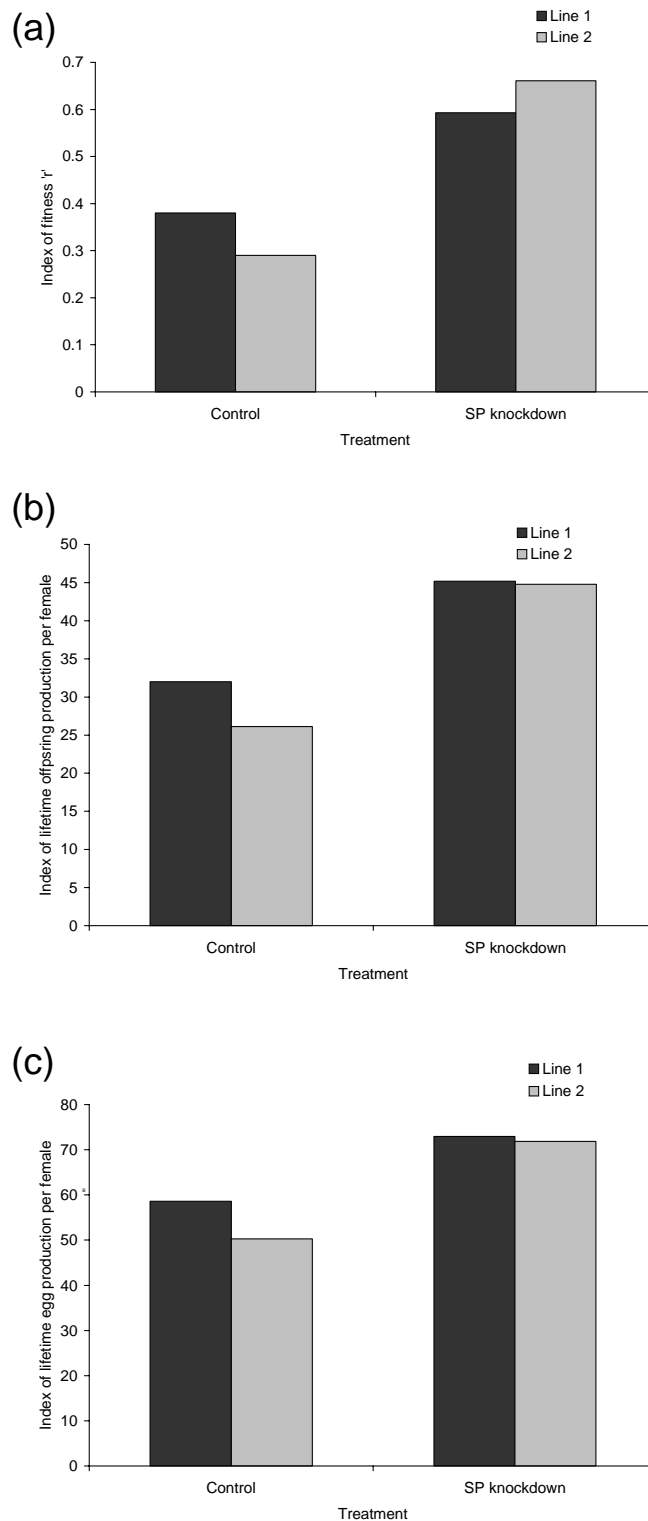 (a)
Line 1
Line 2
0.7
0.6
0.5
0.4
0.3
0.2
0.1
0
Index of fitness 'r'
Control
SP knockdown
Treatment
(b)
Line 1
Line 2
50
45
40
35
30
25
20
15
10
5
0
Index of lifetime offpsring production per female
Control
SP knockdown
Treatment
(c)
Line 1
Line 2
80
70
60
50
40
30
20
10
0
Index of lifetime egg production per female
Control
SP knockdown
Treatment